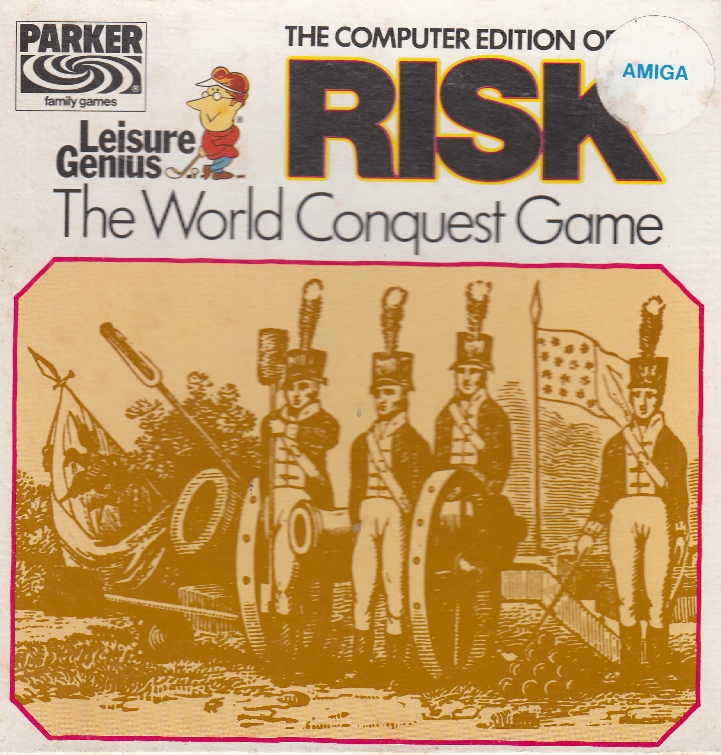 PARKER
®
family games
THE COMPUTER EDITION OF
RISK
AMIGA
Leisure
Genius
®
The World Conquest Game